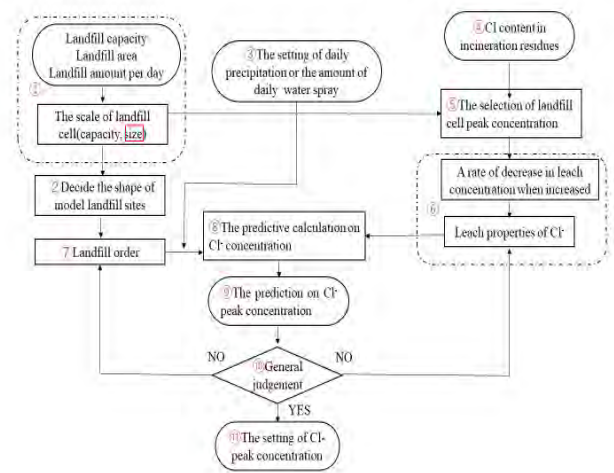 Landfill capacity
Landfill area
Landfill amount per day
①
The scale of landfill
cell(capacity, size)
2 Decide the shape of
model landfill sites
7 Landfill order
③The setting of daily
precipitation or the amount of
daily water spray
④Cl content in
incineration residues
⑤The selection of landfill
cell peak concentration
A rate of decrease in leach
concentration when increased
⑥
Leach properties of Cl-
⑧The predictive calculation on
Cl- concentration
⑨The prediction on Cl-
peak concentration
NO
NO
⑩General
judgement
YES
⑪The setting of Cl-
peak concentration